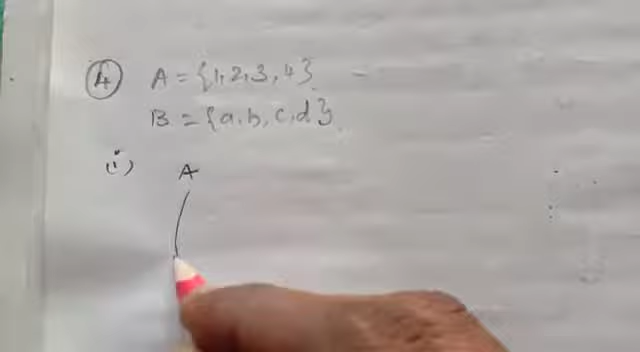 ④ A = {1, 2, 3, 4}
B = {a, b, c, d}
(i) A